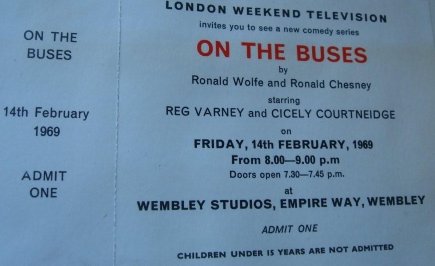 ON THE
BUSES
14th February
1969
ADMIT
ONE
LONDON WEEKEND TELEVISION
invites you to see a new comedy series
ON THE BUSES
by
Ronald Wolfe and Ronald Chesney
starring
REG VARNEY and CICELY COURTNEIDGE
on
FRIDAY, 14th FEBRUARY, 1969
From 8.00—9.00 p.m
Doors open 7.30—7.45 p.m.
at
WEMBLEY STUDIOS, EMPIRE WAY, WEMBLEY
ADMIT ONE
CHILDREN UNDER 15 YEARS ARE NOT ADMITTED